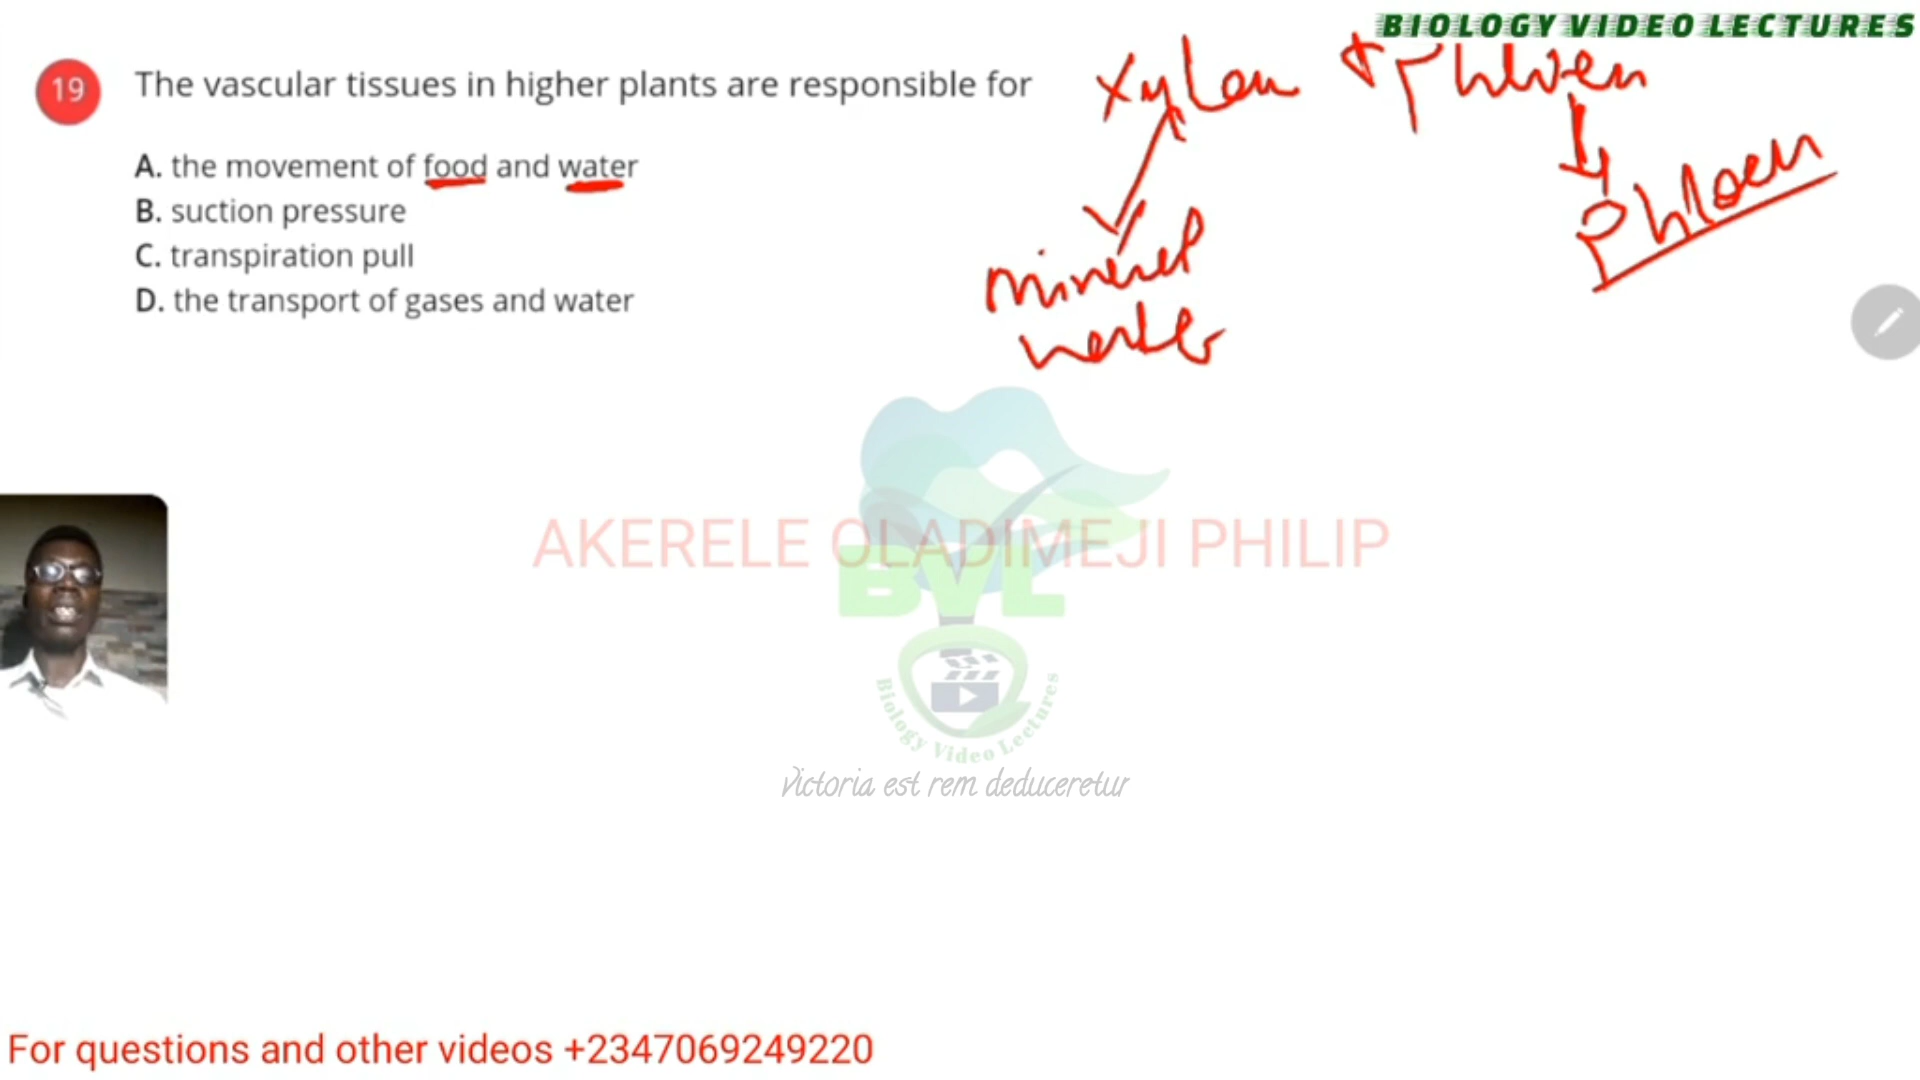 BIOLOGY VIDEO LECTURES
19 The vascular tissues in higher plants are responsible for
Xylem & Phloem
A. the movement of food and water
B. suction pressure
C. transpiration pull
D. the transport of gases and water
Phloem
mineral
water
AKERELE OLADIMEJI PHILIP
BVL
Biology Video Lectures
Victoria est rem deduceretur
For questions and other videos +2347069249220